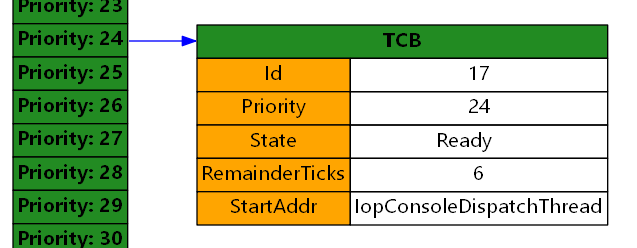 Priority: 23
Priority: 24
Priority: 25
Priority: 26
Priority: 27
Priority: 28
Priority: 29
Priority: 30
TCB
Id 17
Priority 24
State Ready
RemainderTicks 6
StartAddr IopConsoleDispatchThread